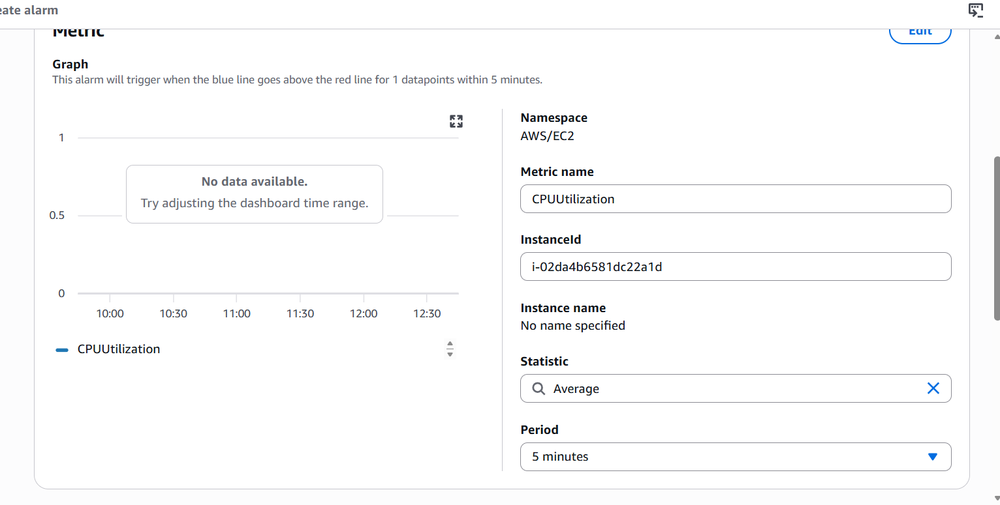 eate alarm
Metric
Edit
Graph
This alarm will trigger when the blue line goes above the red line for 1 datapoints within 5 minutes.
1
No data available.
Try adjusting the dashboard time range.
0.5
0
10:00 10:30 11:00 11:30 12:00 12:30
CPUUtilization
Namespace
AWS/EC2
Metric name
CPUUtilization
InstanceId
i-02da4b6581dc22a1d
Instance name
No name specified
Statistic
Average
Period
5 minutes